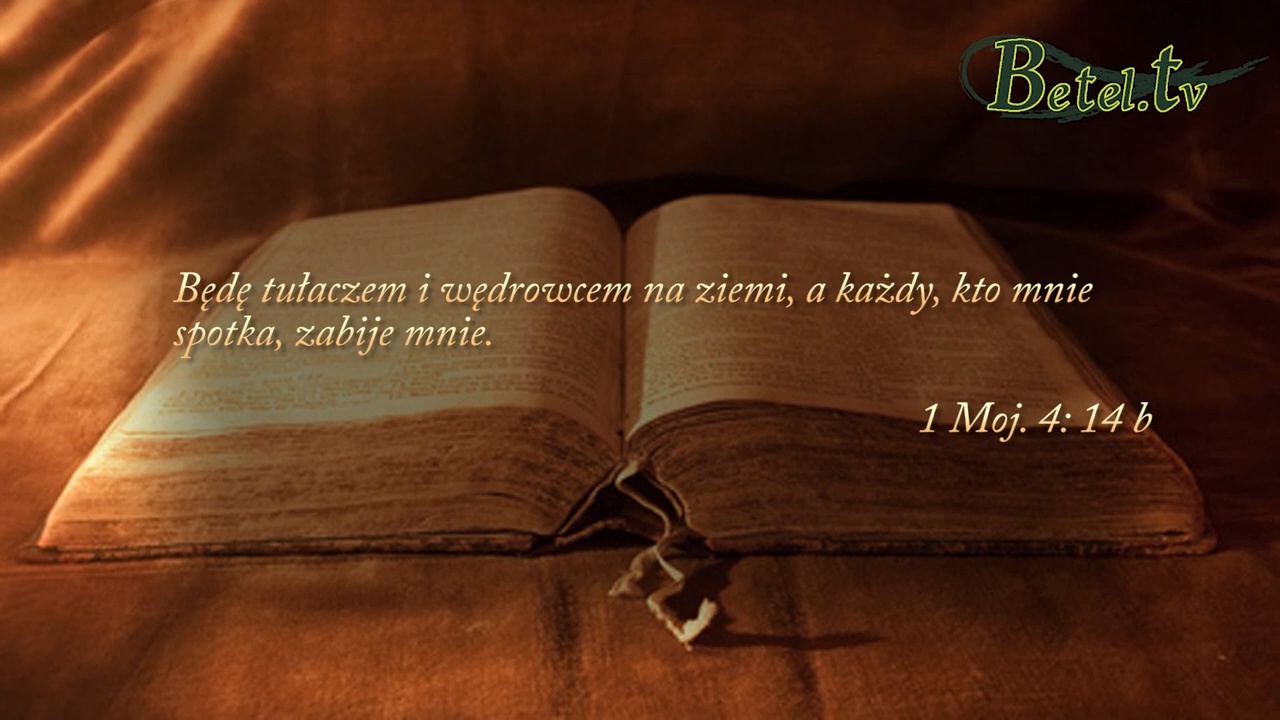 Betel.tv
Będę tułaczem i wędrowcem na ziemi, a każdy, kto mnie
spotka, zabije mnie.
1 Moj. 4: 14 b